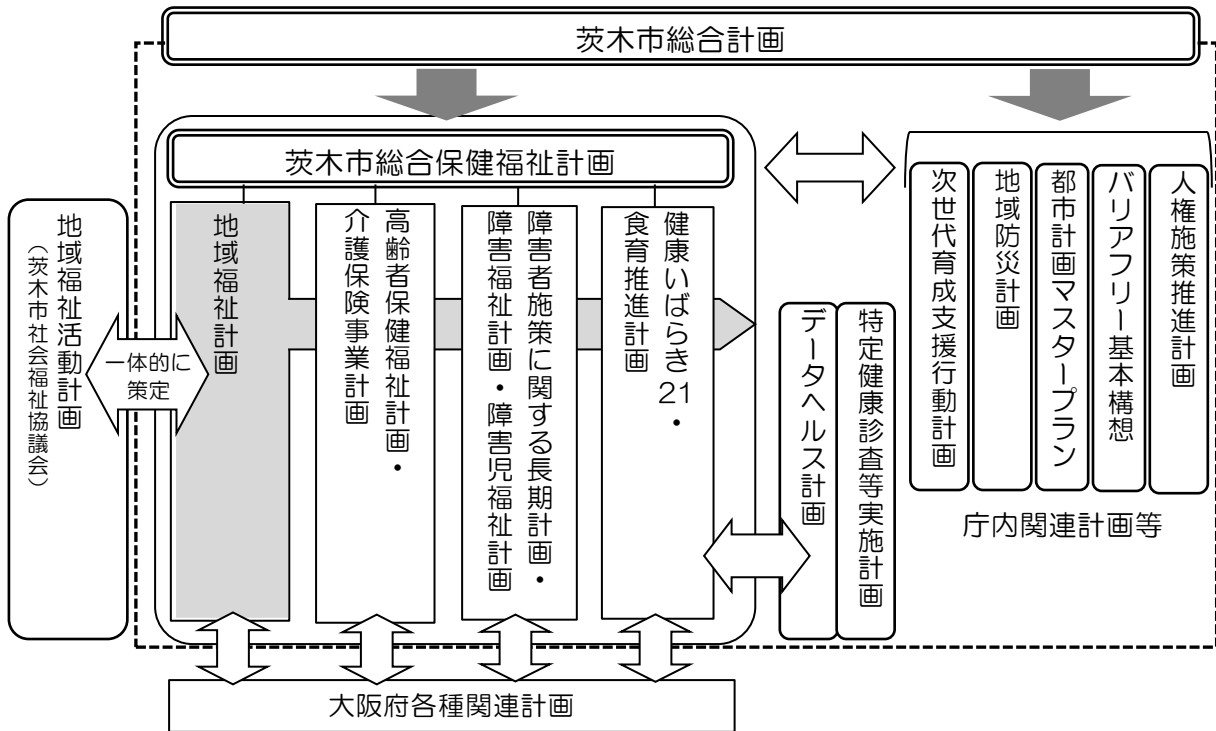 茨木市総合計画
茨木市総合保健福祉計画
地域福祉活動計画
（茨木市社会福祉協議会）
一体的に
策定
地域福祉計画
高齢者保健福祉計画・
介護保険事業計画
障害者施策に関する長期計画・
障害福祉計画・障害児福祉計画
健康いばらき21・
食育推進計画
データヘルス計画
特定健康診査等実施計画
次世代育成支援行動計画
地域防災計画
都市計画マスタープラン
バリアフリー基本構想
人権施策推進計画
庁内関連計画等
大阪府各種関連計画